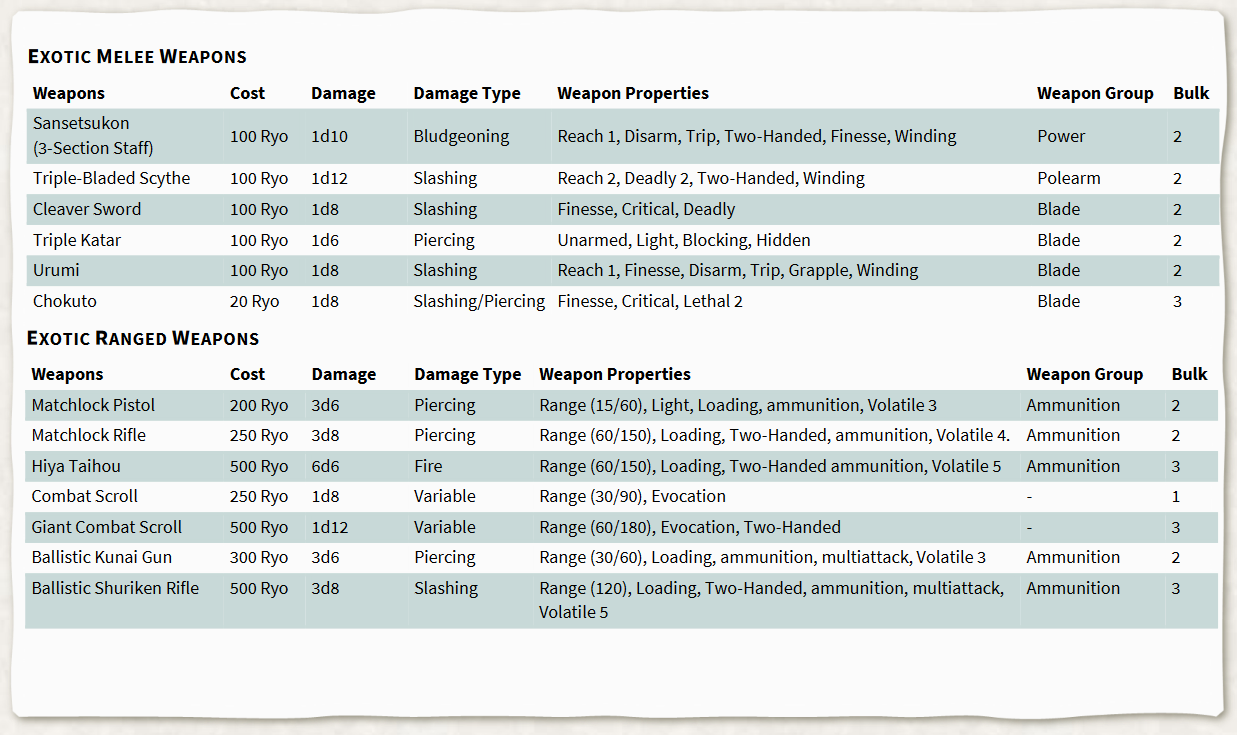 EXOTIC MELEE WEAPONS
Weapons Cost Damage Damage Type Weapon Properties Weapon Group Bulk
Sansetsukon
(3-Section Staff) 100 Ryo 1d10 Bludgeoning Reach 1, Disarm, Trip, Two-Handed, Finesse, Winding Power 2
Triple-Bladed Scythe 100 Ryo 1d12 Slashing Reach 2, Deadly 2, Two-Handed, Winding Polearm 2
Cleaver Sword 100 Ryo 1d8 Slashing Finesse, Critical, Deadly Blade 2
Triple Katar 100 Ryo 1d6 Piercing Unarmed, Light, Blocking, Hidden Blade 2
Urumi 100 Ryo 1d8 Slashing Reach 1, Finesse, Disarm, Trip, Grapple, Winding Blade 2
Chokuto 20 Ryo 1d8 Slashing/Piercing Finesse, Critical, Lethal 2 Blade 3
EXOTIC RANGED WEAPONS
Weapons Cost Damage Damage Type Weapon Properties Weapon Group Bulk
Matchlock Pistol 200 Ryo 3d6 Piercing Range (15/60), Light, Loading, ammunition, Volatile 3 Ammunition 2
Matchlock Rifle 250 Ryo 3d8 Piercing Range (60/150), Loading, Two-Handed, ammunition, Volatile 4. Ammunition 2
Hiya Taihou 500 Ryo 6d6 Fire Range (60/150), Loading, Two-Handed ammunition, Volatile 5 Ammunition 3
Combat Scroll 250 Ryo 1d8 Variable Range (30/90), Evocation - 1
Giant Combat Scroll 500 Ryo 1d12 Variable Range (60/180), Evocation, Two-Handed - 3
Ballistic Kunai Gun 300 Ryo 3d6 Piercing Range (30/60), Loading, ammunition, multiattack, Volatile 3 Ammunition 2
Ballistic Shuriken Rifle 500 Ryo 3d8 Slashing Range (120), Loading, Two-Handed, ammunition, multiattack, Ammunition 3
Volatile 5